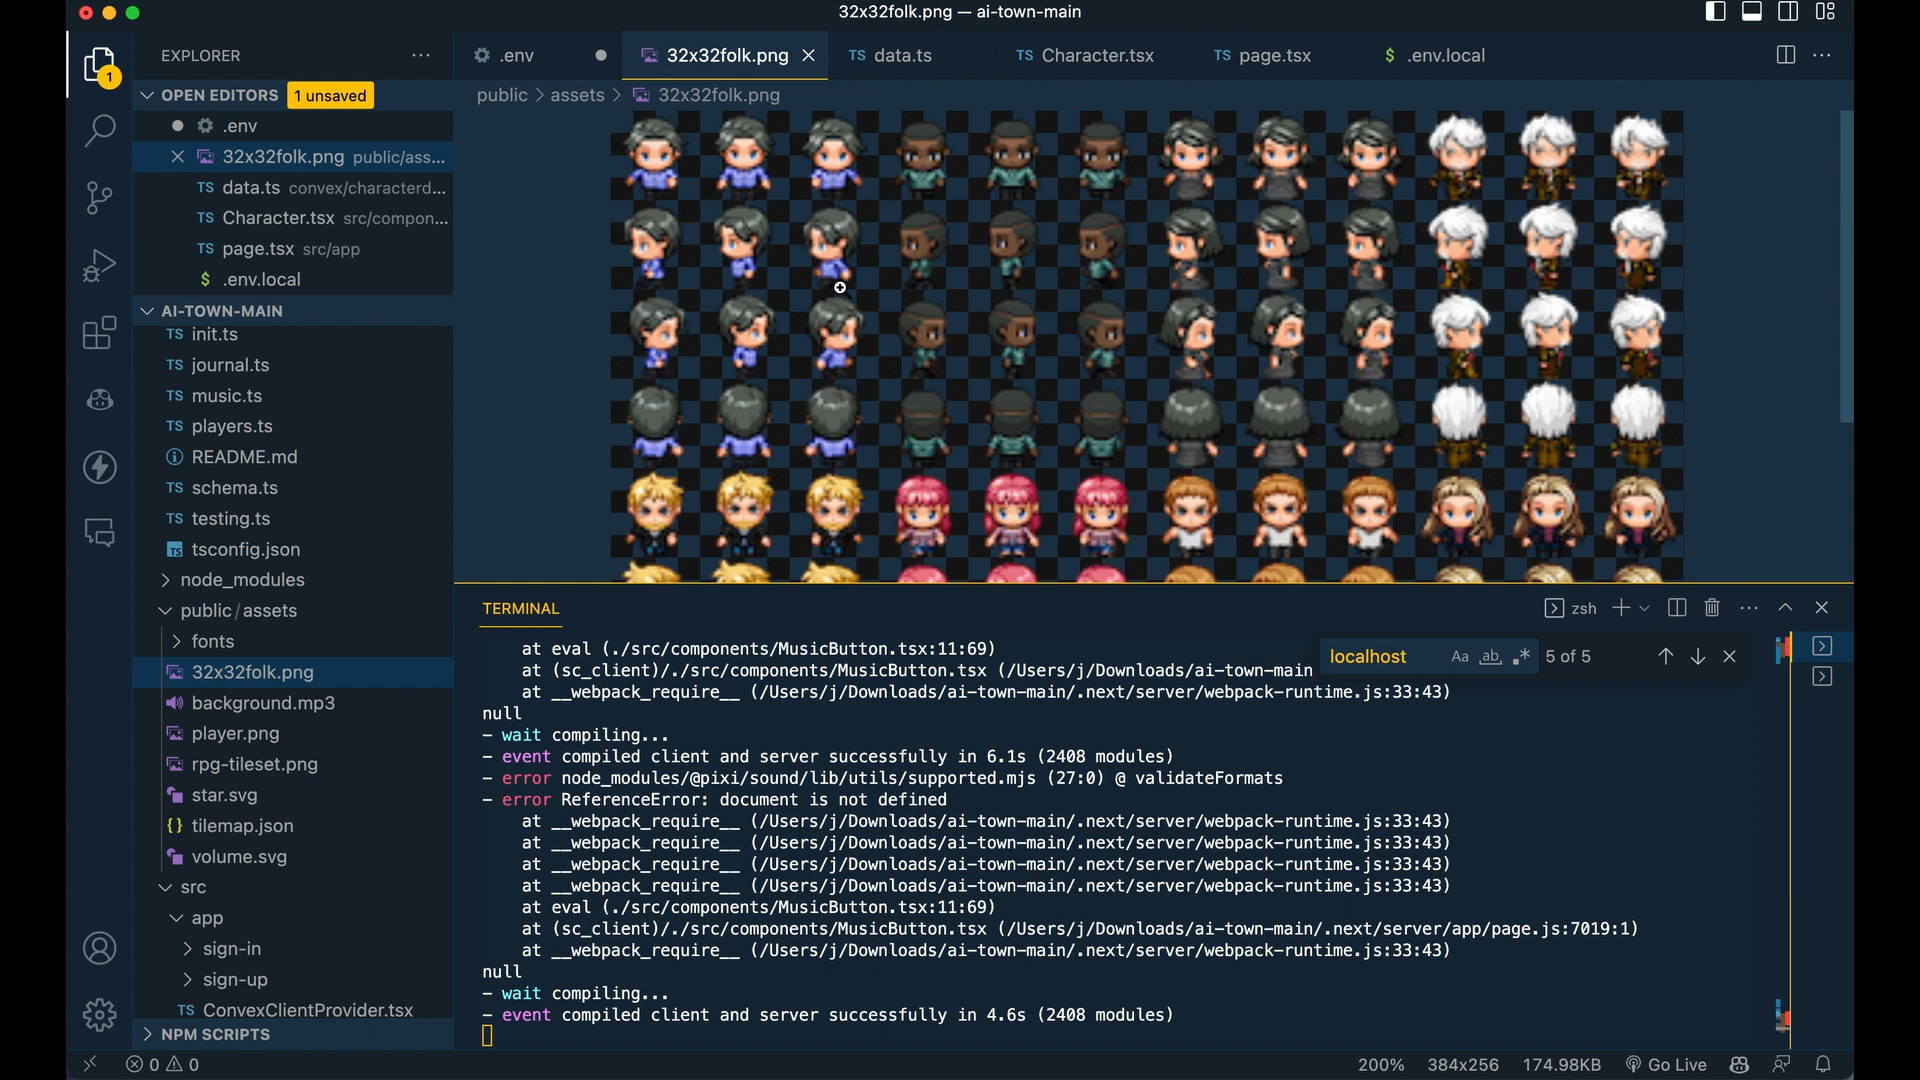 32x32folk.png — ai-town-main
EXPLORER
1
.env
32x32folk.png
TS data.ts
TS Character.tsx
TS page.tsx
$ .env.local
OPEN EDITORS 1 unsaved
public > assets > 32x32folk.png
.env
32x32folk.png public/ass...
TS data.ts convex/characterd...
TS Character.tsx src/compon...
TS page.tsx src/app
$ .env.local
AI-TOWN-MAIN
TS init.ts
TS journal.ts
TS music.ts
TS players.ts
README.md
TS schema.ts
TS testing.ts
TS tsconfig.json
node_modules
public / assets
fonts
32x32folk.png
background.mp3
player.png
rpg-tileset.png
star.svg
{} tilemap.json
volume.svg
src
app
sign-in
sign-up
TS ConvexClientProvider.tsx
NPM SCRIPTS
TERMINAL
zsh
localhost Aa ab 5 of 5
at eval (./src/components/MusicButton.tsx:11:69)
at (sc_client)/./src/components/MusicButton.tsx (/Users/j/Downloads/ai-town-main
at __webpack_require__ (/Users/j/Downloads/ai-town-main/.next/server/webpack-runtime.js:33:43)
null
- wait compiling...
- event compiled client and server successfully in 6.1s (2408 modules)
- error node_modules/@pixi/sound/lib/utils/supported.mjs (27:0) @ validateFormats
- error ReferenceError: document is not defined
at __webpack_require__ (/Users/j/Downloads/ai-town-main/.next/server/webpack-runtime.js:33:43)
at __webpack_require__ (/Users/j/Downloads/ai-town-main/.next/server/webpack-runtime.js:33:43)
at __webpack_require__ (/Users/j/Downloads/ai-town-main/.next/server/webpack-runtime.js:33:43)
at __webpack_require__ (/Users/j/Downloads/ai-town-main/.next/server/webpack-runtime.js:33:43)
at eval (./src/components/MusicButton.tsx:11:69)
at (sc_client)/./src/components/MusicButton.tsx (/Users/j/Downloads/ai-town-main/.next/server/app/page.js:7019:1)
at __webpack_require__ (/Users/j/Downloads/ai-town-main/.next/server/webpack-runtime.js:33:43)
null
- wait compiling...
- event compiled client and server successfully in 4.6s (2408 modules)
0 0
200% 384x256 174.98KB Go Live